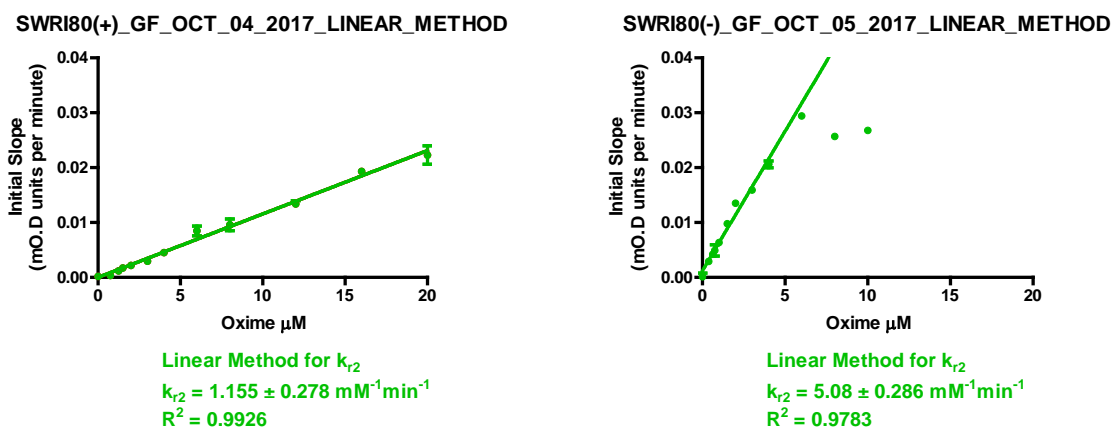 SWRI80(+)_GF_OCT_04_2017_LINEAR_METHOD
Initial Slope
(mO.D units per minute)
0.04
0.03
0.02
0.01
0.00
0
5
10
15
20
Oxime μM
Linear Method for kr2
kr2 = 1.155 ± 0.278 mM-1min-1
R2 = 0.9926
SWRI80(-)_GF_OCT_05_2017_LINEAR_METHOD
Initial Slope
(mO.D units per minute)
0.04
0.03
0.02
0.01
0.00
0
5
10
15
20
Oxime μM
Linear Method for kr2
kr2 = 5.08 ± 0.286 mM-1min-1
R2 = 0.9783